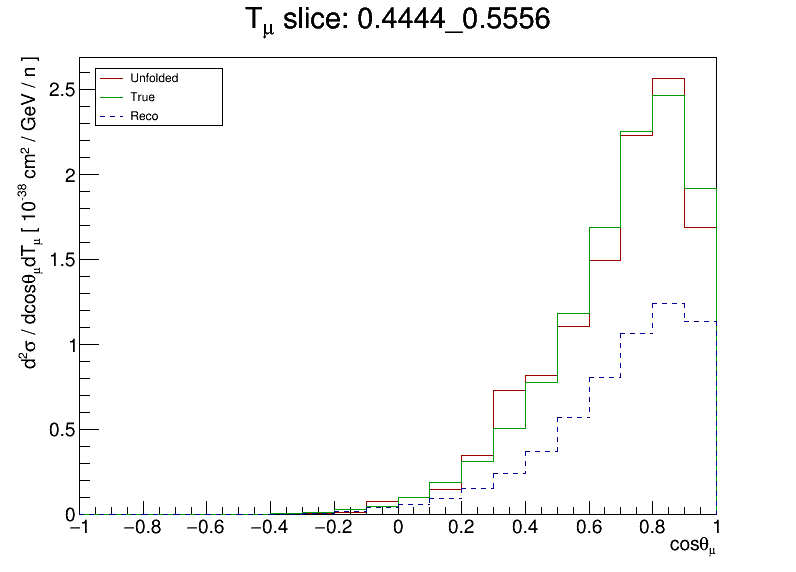 Tμ slice: 0.4444_0.5556
d²σ / dcosθμdTμ [ 10⁻³⁸ cm² / GeV / n ]
Unfolded
True
Reco
2.5
2
1.5
1
0.5
0
−1 −0.8 −0.6 −0.4 −0.2 0 0.2 0.4 0.6 0.8 1
cosθμ